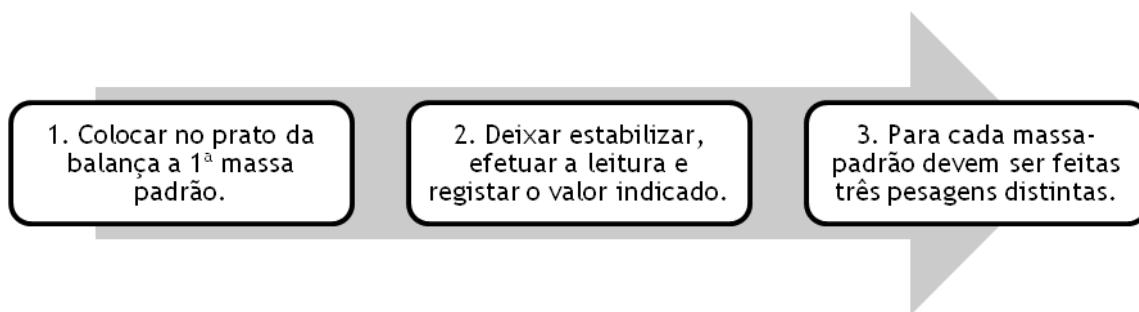 1. Colocar no prato da
balança a 1ª massa
padrão.
2. Deixar estabilizar,
efetuar a leitura e
registar o valor indicado.
3. Para cada massa-
padrão devem ser feitas
três pesagens distintas.